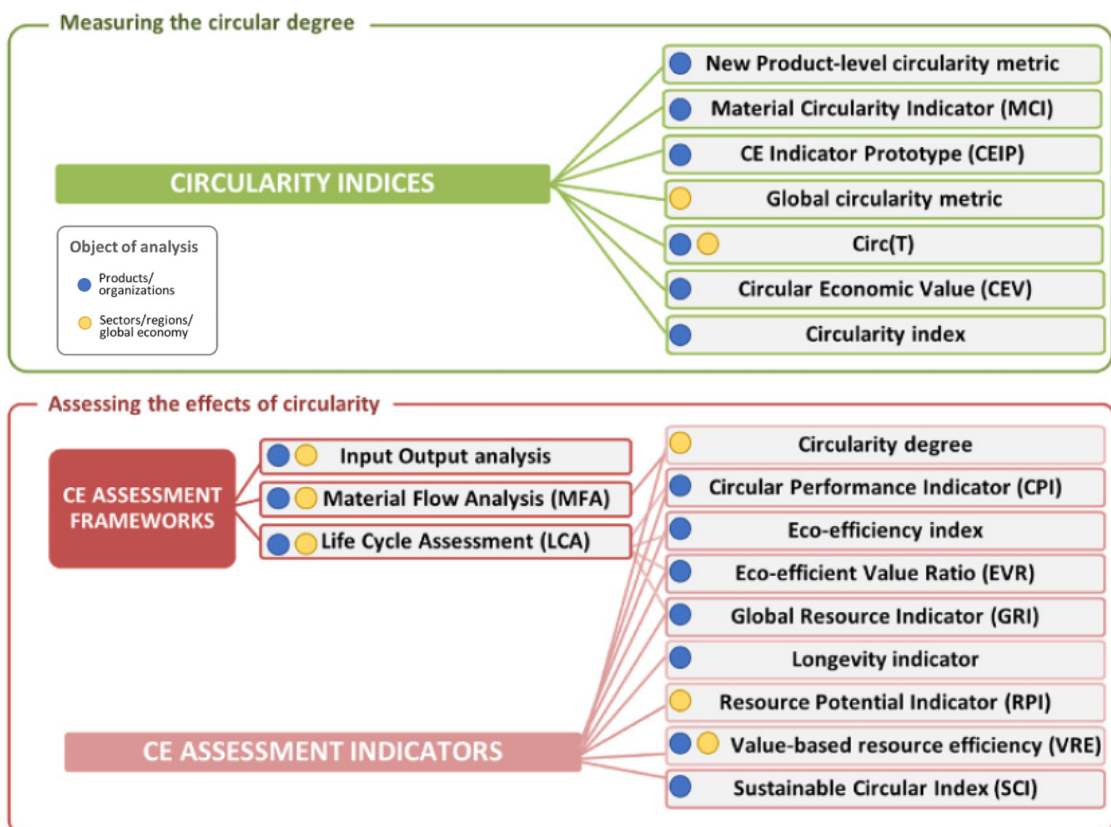 Measuring the circular degree
CIRCULARITY INDICES
New Product-level circularity metric
Material Circularity Indicator (MCI)
CE Indicator Prototype (CEIP)
Global circularity metric
Circ(T)
Circular Economic Value (CEV)
Circularity index
Object of analysis
Products/
organizations
Sectors/regions/
global economy
Assessing the effects of circularity
CE ASSESSMENT
FRAMEWORKS
Input Output analysis
Material Flow Analysis (MFA)
Life Cycle Assessment (LCA)
CE ASSESSMENT INDICATORS
Circularity degree
Circular Performance Indicator (CPI)
Eco-efficiency index
Eco-efficient Value Ratio (EVR)
Global Resource Indicator (GRI)
Longevity indicator
Resource Potential Indicator (RPI)
Value-based resource efficiency (VRE)
Sustainable Circular Index (SCI)